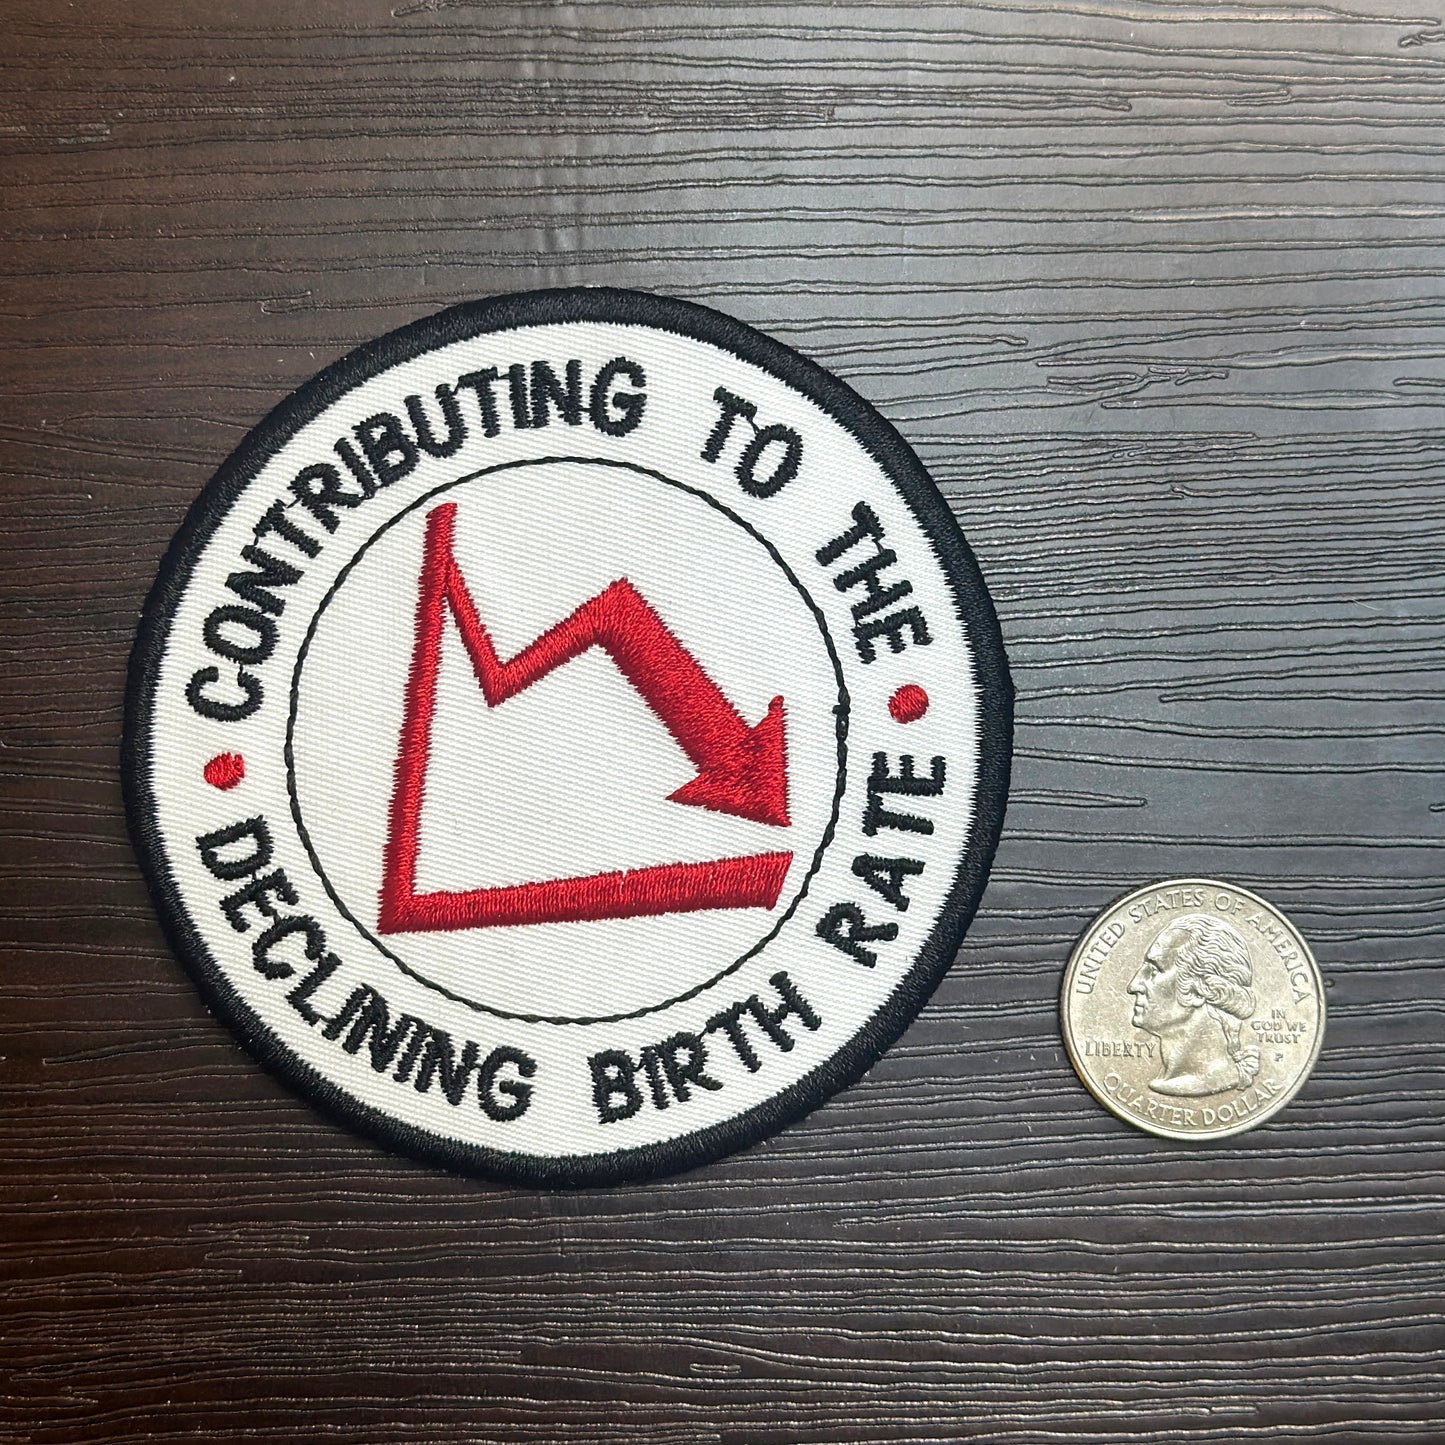 CONTRIBUTING TO THE
DECLINING BIRTH RATE
UNITED STATES OF AMERICA
LIBERTY
IN
GOD WE
TRUST
P
QUARTER DOLLAR